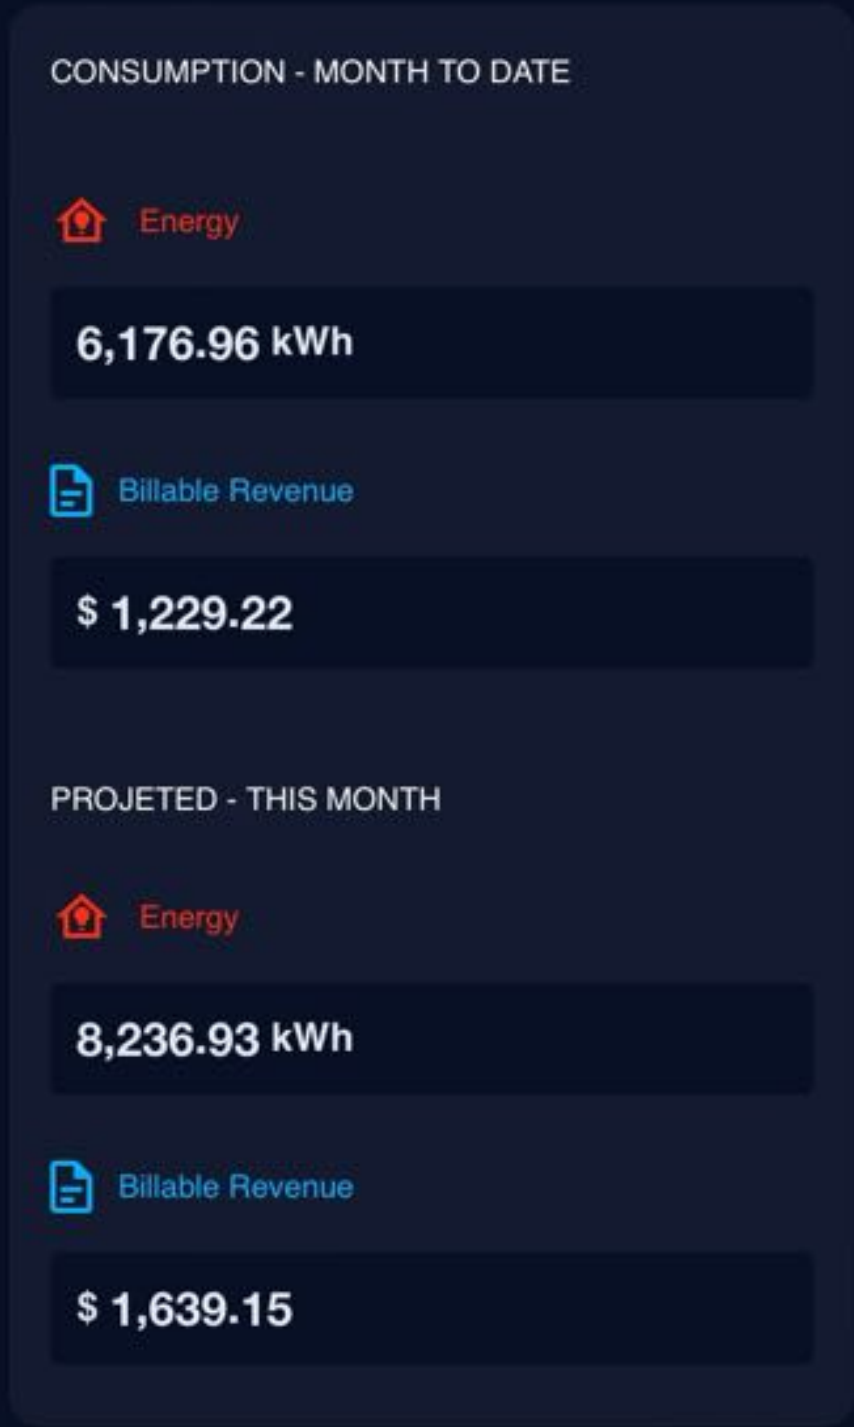 CONSUMPTION - MONTH TO DATE
Energy
6,176.96 kWh
Billable Revenue
$ 1,229.22
PROJETED - THIS MONTH
Energy
8,236.93 kWh
Billable Revenue
$ 1,639.15